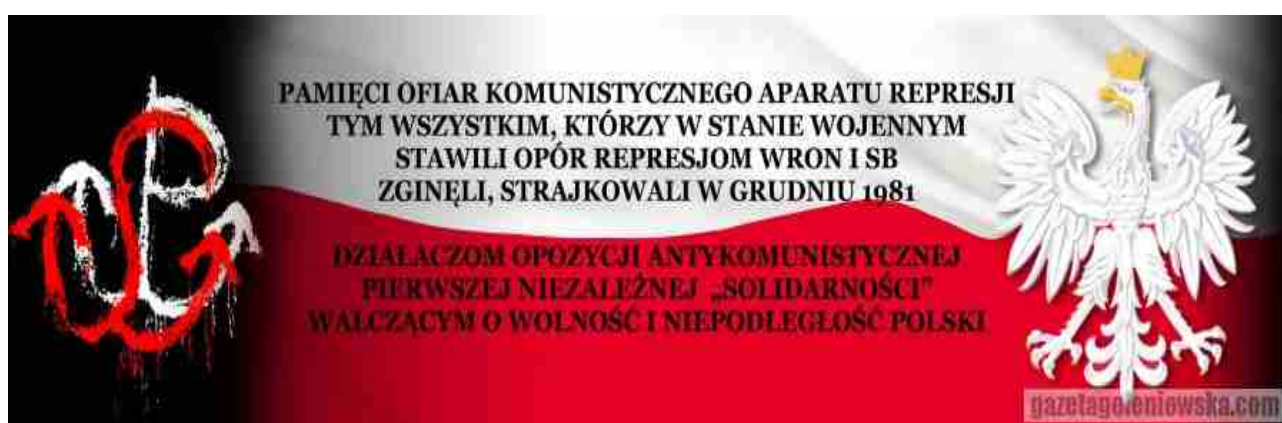 PAMIĘCI OFIAR KOMUNISTYCZNEGO APARATU REPRESJI
TYM WSZYSTKIM, KTÓRZY W STANIE WOJENNYM
STAWILI OPÓR REPRESJOM WRON I SB
ZGINĘLI, STRAJKOWALI W GRUDNIU 1981
DZIAŁACZOM OPOZYCJI ANTYKOMUNISTYCZNEJ
PIERWSZEJ NIEZALEŻNEJ „SOLIDARNOŚCI”
WALCZĄCYM O WOLNOŚĆ I NIEPODLEGŁOŚĆ POLSKI
gazetagoleniowska.com